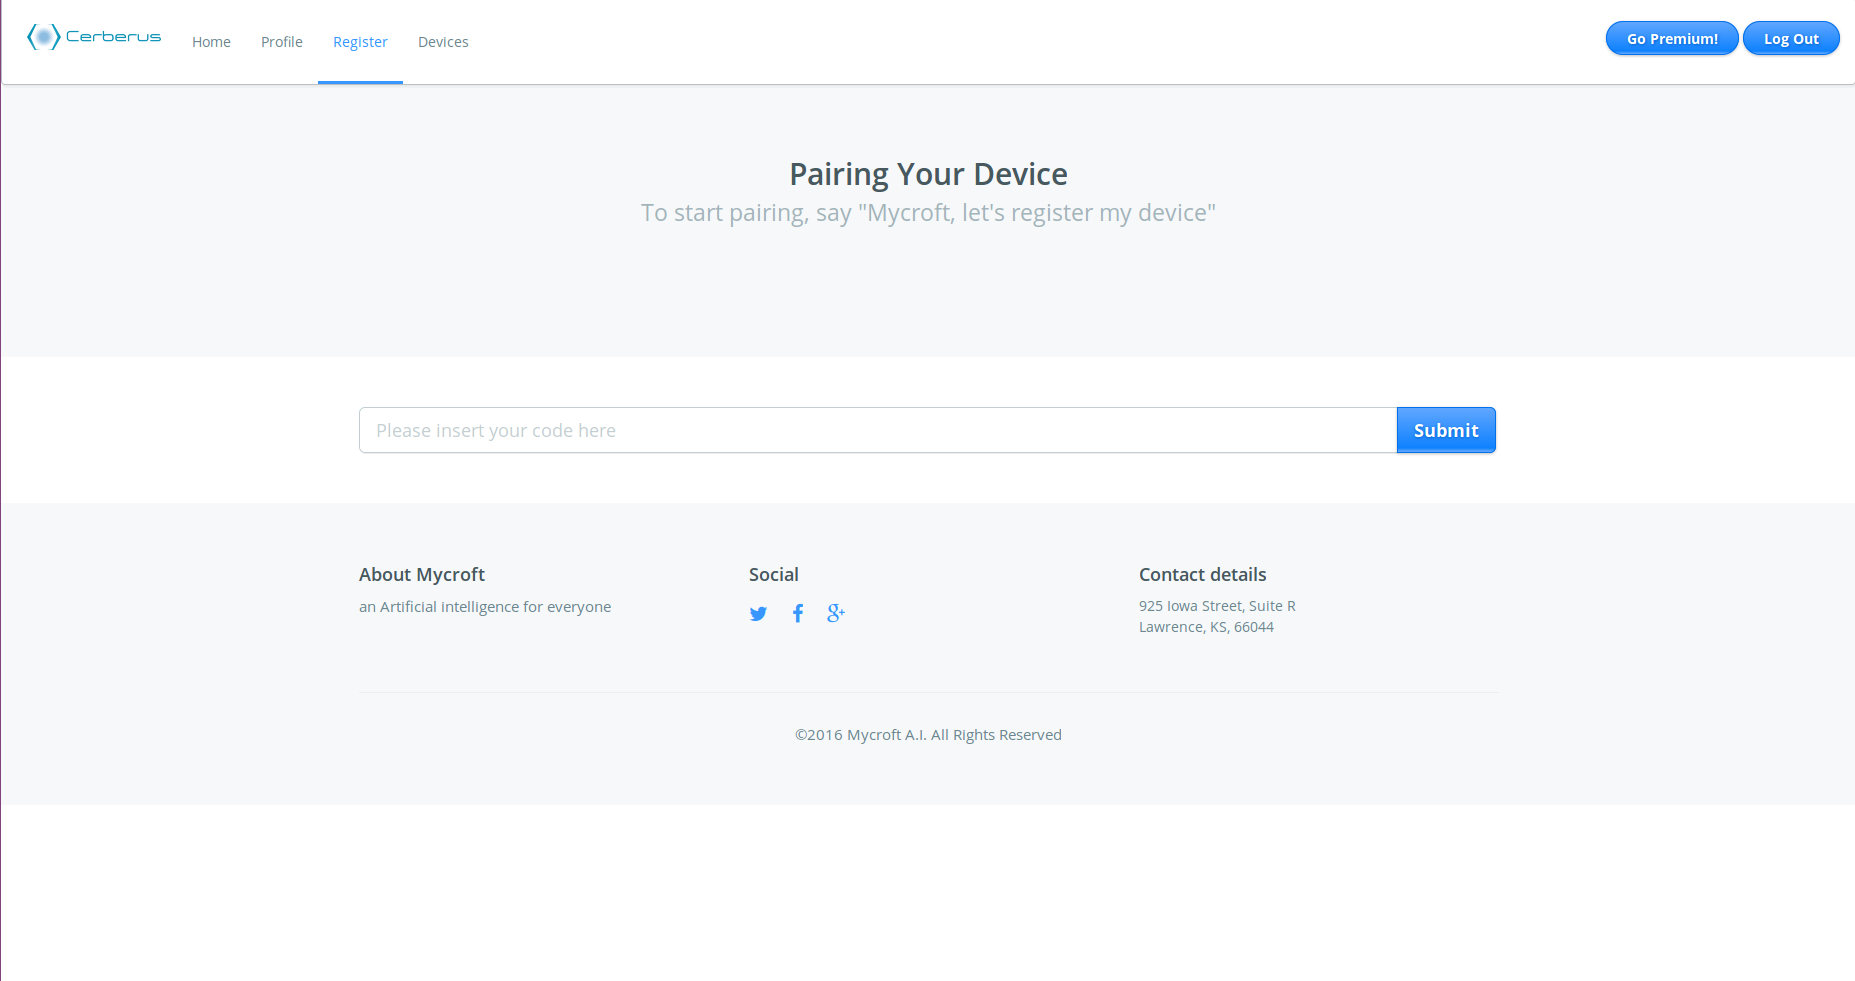 Cerberus
Home Profile Register Devices
Go Premium! Log Out
Pairing Your Device
To start pairing, say "Mycroft, let's register my device"
Please insert your code here
Submit
About Mycroft
an Artificial intelligence for everyone
Social
Contact details
925 Iowa Street, Suite R
Lawrence, KS, 66044
©2016 Mycroft A.I. All Rights Reserved